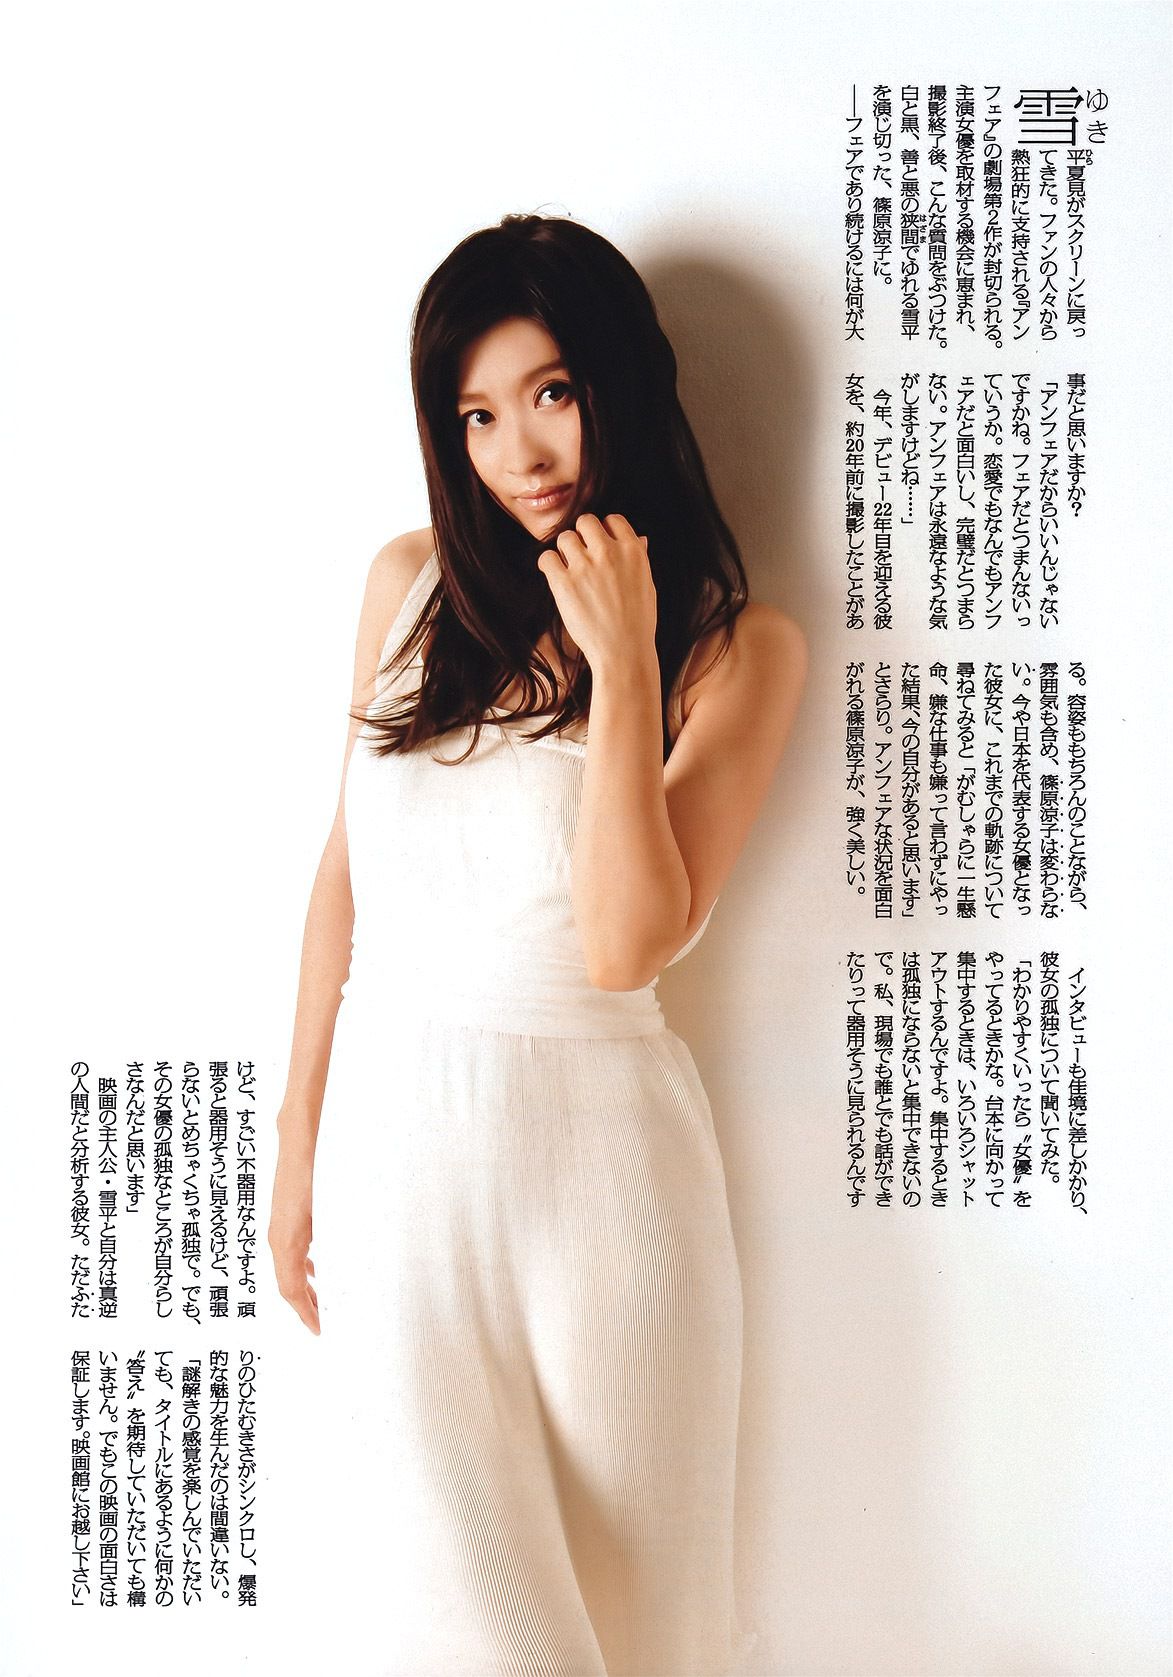 雪平夏見がスクリーンに戻っ
てきた。ファンの人々から
熱狂的に支持される『アン
フェア』の劇場第2作が封切られる。
主演女優を取材する機会に恵まれ、
撮影終了後、こんな質問をぶつけた。
白と黒、善と悪の狭間でゆれる雪平
を演じ切った、篠原涼子に。
――フェアであり続けるには何が大
事だと思いますか?
「アンフェアだからいいんじゃない
ですかね。フェアだとつまんないっ
ていうか。恋愛でもなんでもアンフ
ェアだと面白いし、完璧だとつまら
ない。アンフェアは永遠なような気
がしますけどね……」
今年、デビュー22年目を迎える彼
女を、約20年前に撮影したことがあ
る。容姿ももちろんのことながら、
雰囲気も含め、篠原涼子は変わらな
い。今や日本を代表する女優となっ
た彼女に、これまでの軌跡について
尋ねてみると「がむしゃらに一生懸
命、嫌な仕事も嫌って言わずにやっ
た結果、今の自分があると思います」
とさらり。アンフェアな状況を面白
がれる篠原涼子が、強く美しい。
インタビューも佳境に差しかかり、
彼女の孤独について聞いてみた。
「わかりやすくいったら〝女優〟を
やってるときかな。台本に向かって
集中するときは、いろいろシャット
アウトするんですよ。集中するとき
は孤独にならないと集中できないの
で。私、現場でも誰とでも話ができ
たりって器用そうに見られるんです
けど、すごい不器用なんですよ。頑
張ると器用そうに見えるけど、頑張
らないとめちゃくちゃ孤独で。でも、
その女優の孤独なところが自分らし
さなんだと思います」
映画の主人公・雪平と自分は真逆
の人間だと分析する彼女。ただふた
りのひたむきさがシンクロし、爆発
的な魅力を生んだのは間違いない。
「謎解きの感覚を楽しんでいただい
ても、タイトルにあるように何かの
〝答え〟を期待していただいても構
いません。でもこの映画の面白さは
保証します。映画館にお越し下さい」